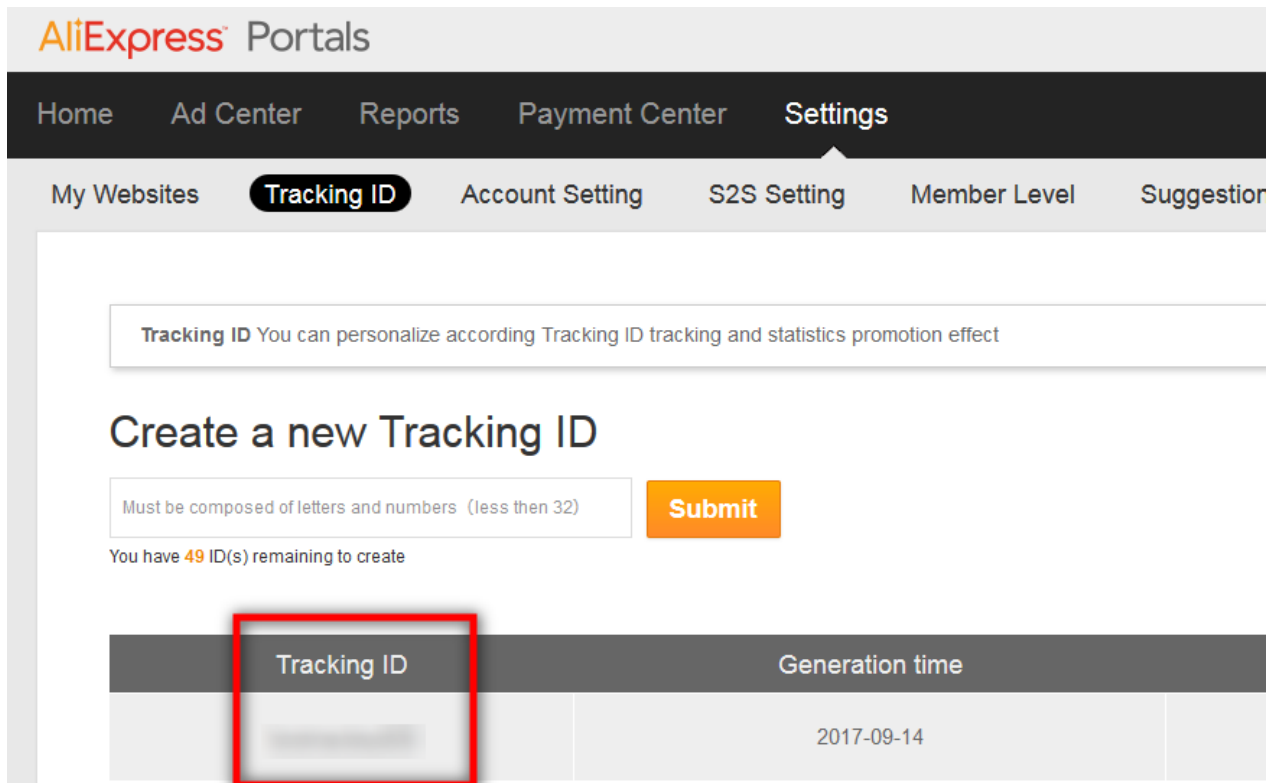 AliExpress™ Portals
Home Ad Center Reports Payment Center Settings
My Websites Tracking ID Account Setting S2S Setting Member Level Suggestion
Tracking ID You can personalize according Tracking ID tracking and statistics promotion effect
Create a new Tracking ID
Must be composed of letters and numbers（less then 32） Submit
You have 49 ID(s) remaining to create
Tracking ID Generation time
2017-09-14